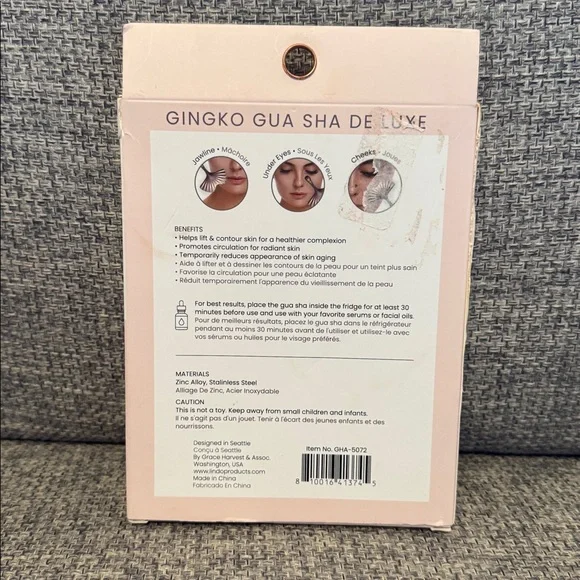 GINGKO GUA SHA DE LUXE
Jawline • Mâchoire
Under Eyes • Sous Les Yeux
Cheeks • Joues
BENEFITS
• Helps lift & contour skin for a healthier complexion
• Promotes circulation for radiant skin
• Temporarily reduces appearance of skin aging
• Aide à lifter et à dessiner les contours de la peau pour un teint plus sain
• Favorise la circulation pour une peau éclatante
• Réduit temporairement l'apparence du vieillissement de la peau
For best results, place the gua sha inside the fridge for at least 30
minutes before use and use with your favorite serums or facial oils.
Pour de meilleurs résultats, placez le gua sha dans le réfrigérateur
pendant au moins 30 minutes avant de l'utiliser et utilisez-le avec
vos sérums ou huiles pour le visage préférés.
MATERIALS
Zinc Alloy, Stalinless Steel
Alliage De Zinc, Acier Inoxydable
CAUTION
This is not a toy. Keep away from small children and infants.
Il ne s'agit pas d'un jouet. Tenir à l'écart des jeunes enfants et des
nourrissons.
Designed in Seattle
Conçu à Seattle
By Grace Harvest & Assoc.
Washington, USA
www.lindoproducts.com
Made in China
Fabricado En China
Item No. GHA-5072
8 10016 41374 5